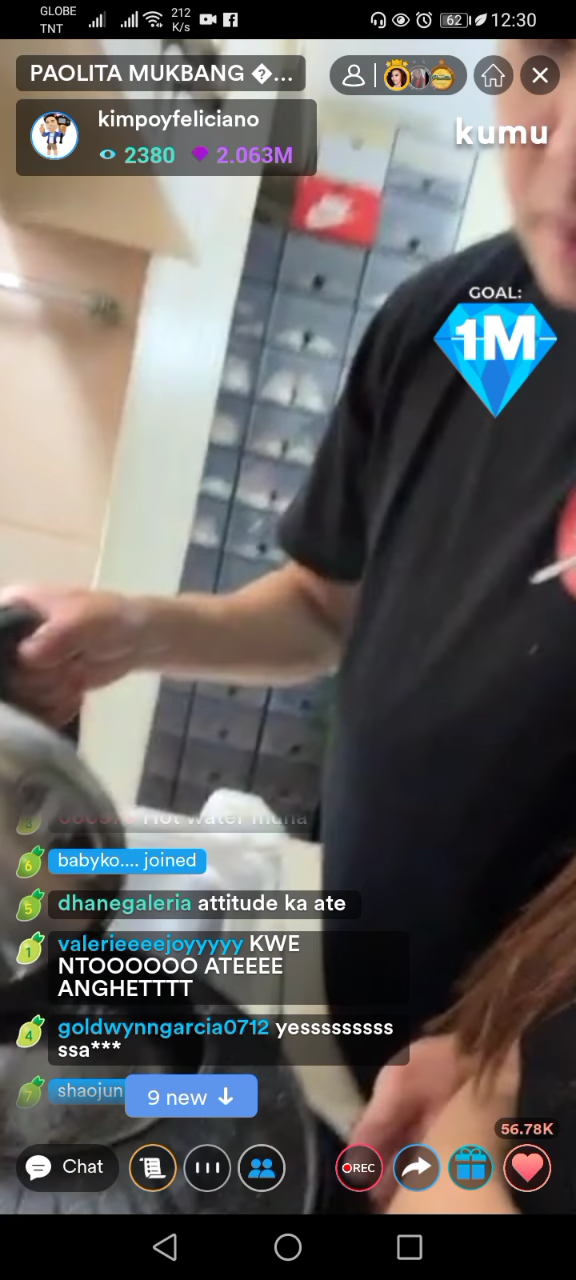 GLOBE
TNT
212
K/s
62
12:30
PAOLITA MUKBANG �...
kimpoyfeliciano
2380 2.063M
kumu
GOAL:
1M
Hot water muna
6 babyko.... joined
5 dhanegaleria attitude ka ate
1 valerieeeejoyyyyy KWE
NTOOOOOO ATEEEE
ANGHETTTT
4 goldwynngarcia0712 yesssssssss
ssa***
7 shaojun
9 new ↓
56.78K
Chat
REC